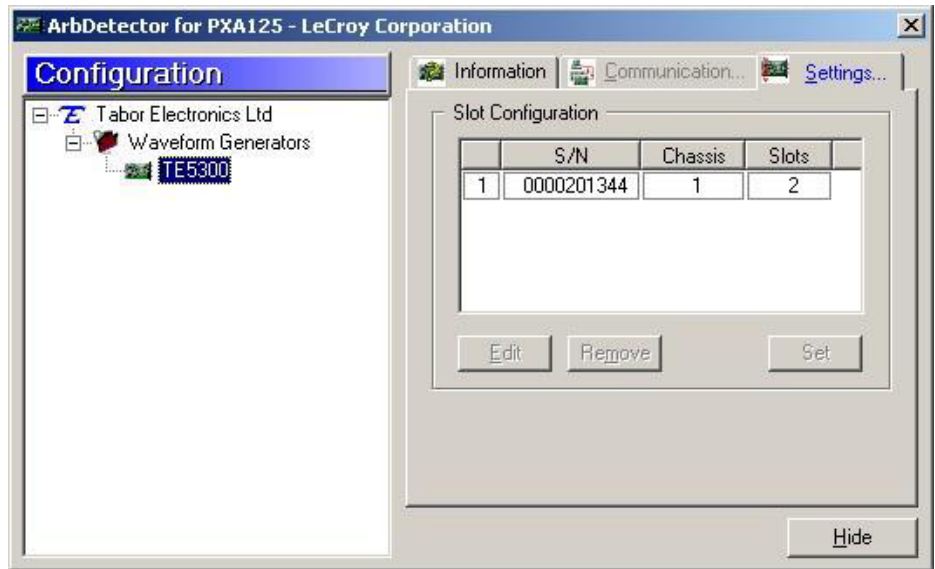 ArbDetector for PXA125 - LeCroy Corporation
Configuration
Tabor Electronics Ltd
Waveform Generators
TE5300
Information Communication... Settings...
Slot Configuration
S/N Chassis Slots
1 0000201344 1 2
Edit Remove Set
Hide